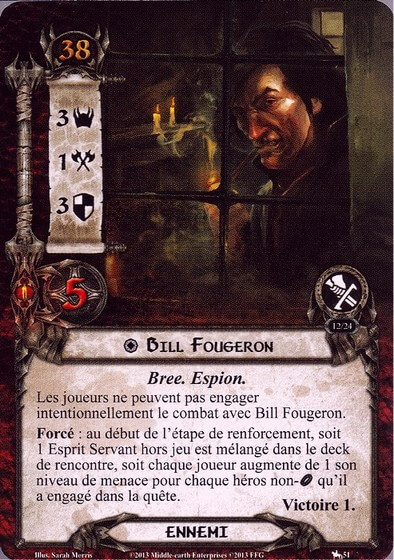 38
3
1
3
5
12/24
Bill Fougeron
Bree. Espion.
Les joueurs ne peuvent pas engager
intentionnellement le combat avec Bill Fougeron.
Forcé : au début de l'étape de renforcement, soit
1 Esprit Servant hors jeu est mélangé dans le deck
de rencontre, soit chaque joueur augmente de 1 son
niveau de menace pour chaque héros non- qu'il
a engagé dans la quête.
Victoire 1.
ENNEMI
Illus. Sarah Morris ©2013 Middle-earth Enterprises ©2013 FFG 51